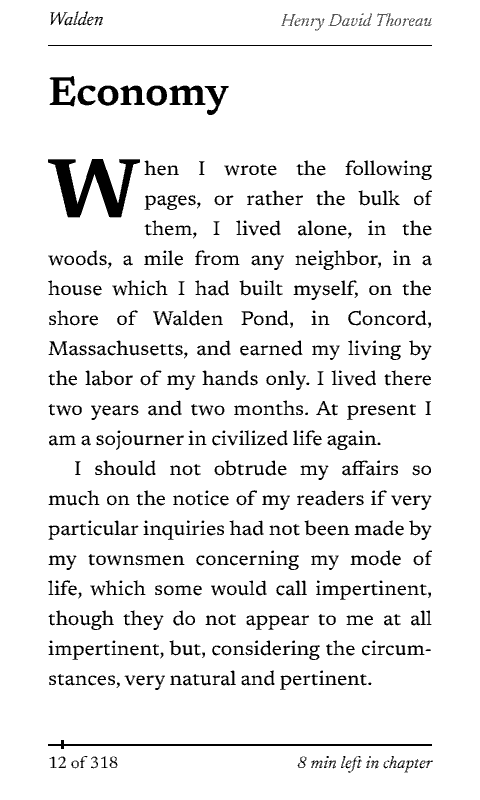 Walden
Henry David Thoreau
Economy
When I wrote the following
pages, or rather the bulk of
them, I lived alone, in the
woods, a mile from any neighbor, in a
house which I had built myself, on the
shore of Walden Pond, in Concord,
Massachusetts, and earned my living by
the labor of my hands only. I lived there
two years and two months. At present I
am a sojourner in civilized life again.
I should not obtrude my affairs so
much on the notice of my readers if very
particular inquiries had not been made by
my townsmen concerning my mode of
life, which some would call impertinent,
though they do not appear to me at all
impertinent, but, considering the circum-
stances, very natural and pertinent.
12 of 318
8 min left in chapter